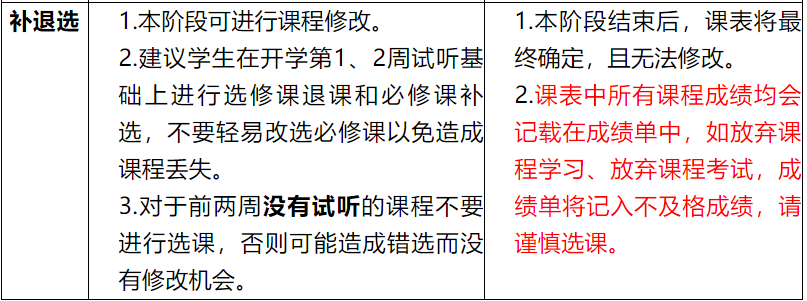 补退选
1.本阶段可进行课程修改。
2.建议学生在开学第1、2周试听基
础上进行选修课退课和必修课补
选，不要轻易改选必修课以免造成
课程丢失。
3.对于前两周没有试听的课程不要
进行选课，否则可能造成错选而没
有修改机会。
1.本阶段结束后，课表将最
终确定，且无法修改。
2.课表中所有课程成绩均会
记载在成绩单中，如放弃课
程学习、放弃课程考试，成
绩单将记入不及格成绩，请
谨慎选课。